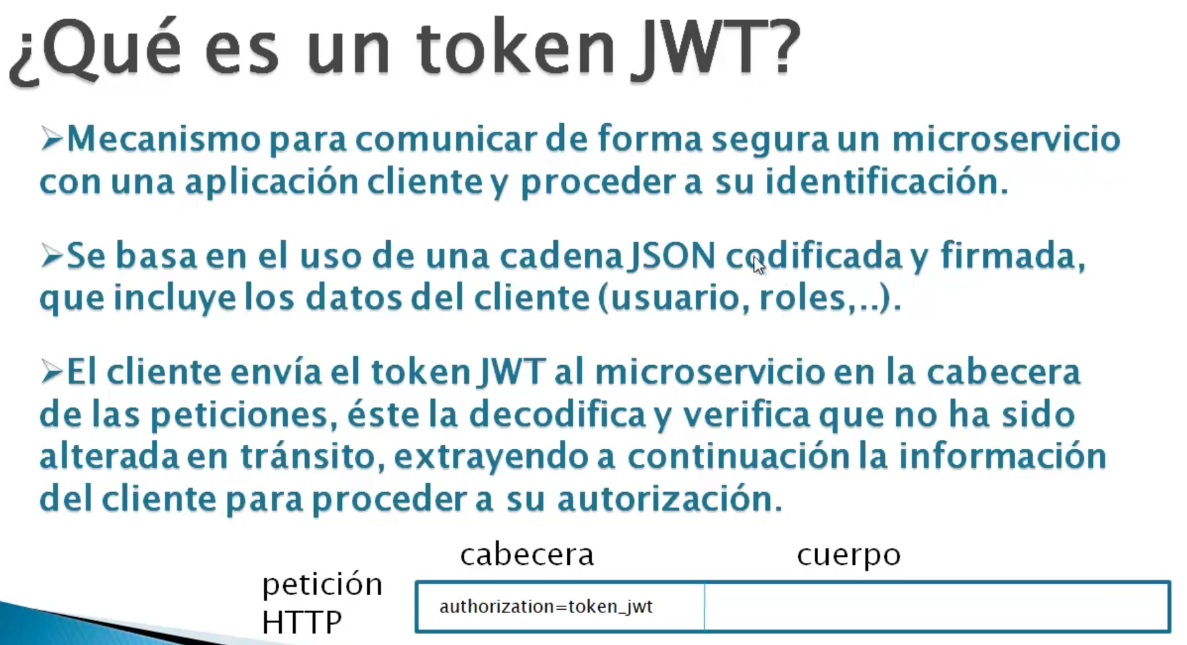 ¿Qué es un token JWT?
➢Mecanismo para comunicar de forma segura un microservicio
con una aplicación cliente y proceder a su identificación.
➢Se basa en el uso de una cadena JSON codificada y firmada,
que incluye los datos del cliente (usuario, roles,..).
➢El cliente envía el token JWT al microservicio en la cabecera
de las peticiones, éste la decodifica y verifica que no ha sido
alterada en tránsito, extrayendo a continuación la información
del cliente para proceder a su autorización.
cabecera cuerpo
petición
HTTP
authorization=token_jwt